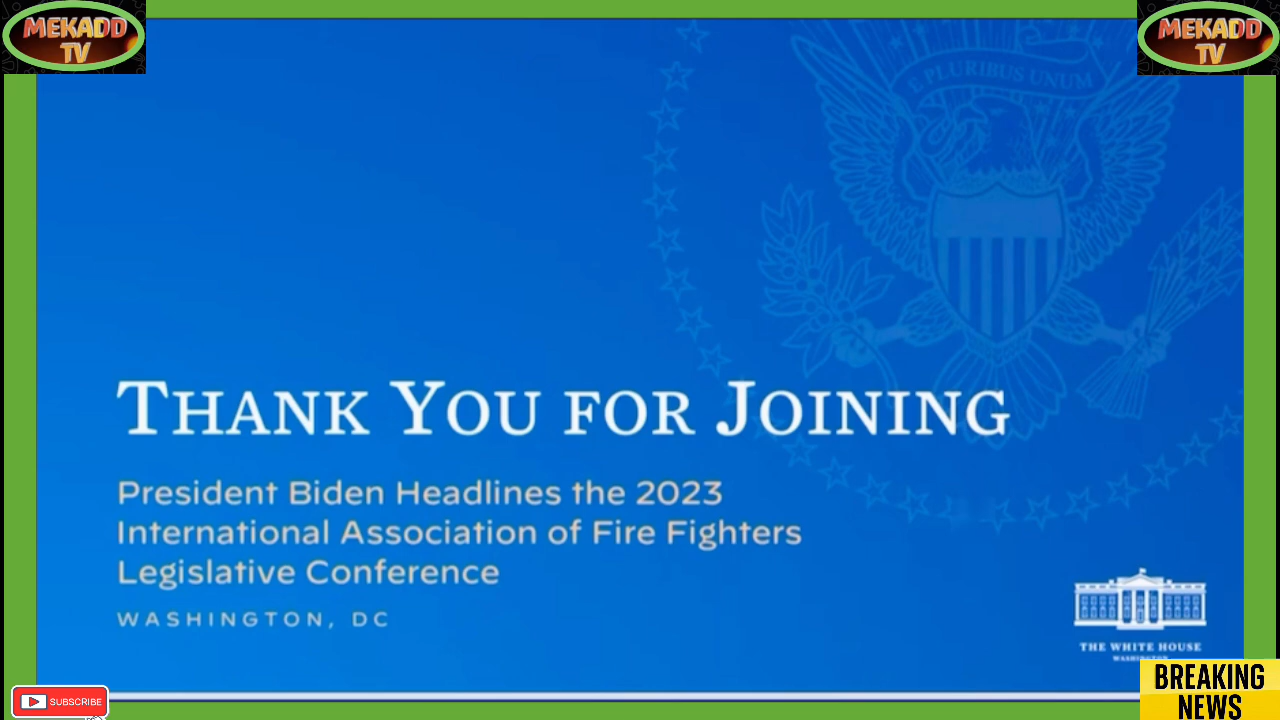 MEKADD
TV
MEKADD
TV
E PLURIBUS UNUM
THANK YOU FOR JOINING
President Biden Headlines the 2023
International Association of Fire Fighters
Legislative Conference
WASHINGTON, DC
THE WHITE HOUSE
WASHINGTON
SUBSCRIBE
BREAKING
NEWS